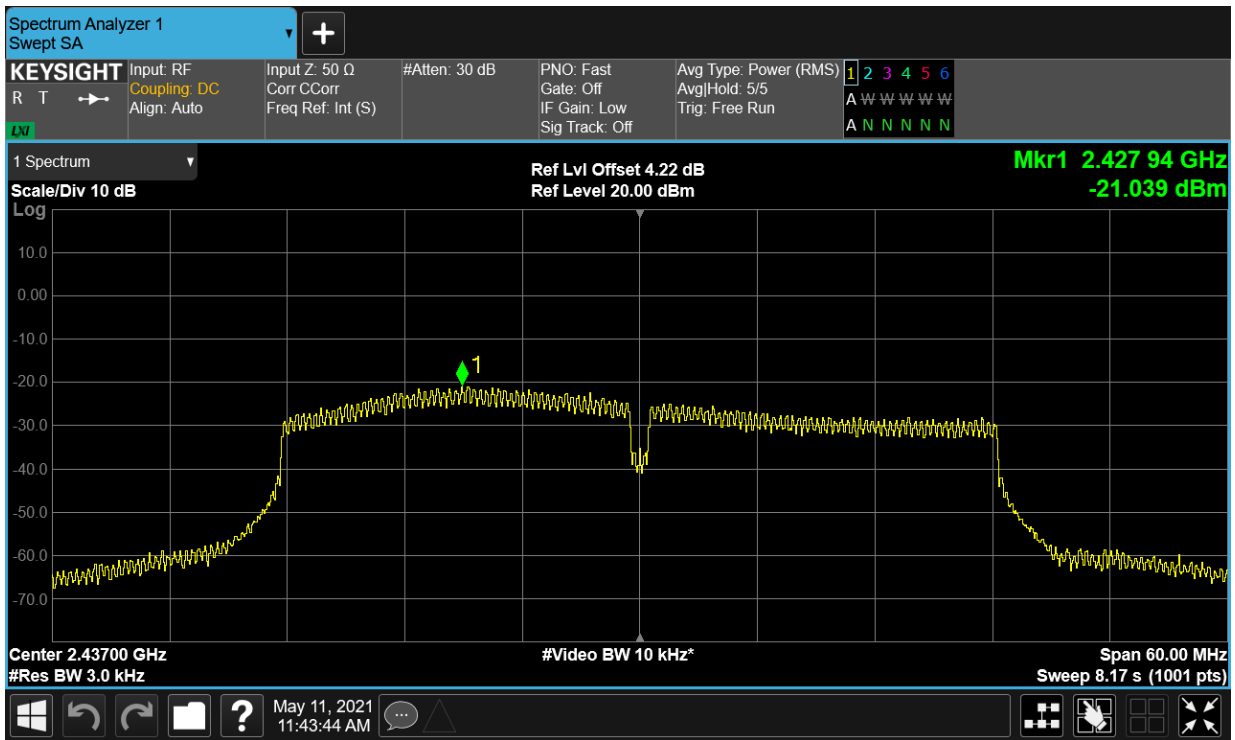 Spectrum Analyzer 1
Swept SA
+
KEYSIGHT
R T
LXI
Input: RF
Coupling: DC
Align: Auto
Input Z: 50 Ω
Corr CCorr
Freq Ref: Int (S)
#Atten: 30 dB
PNO: Fast
Gate: Off
IF Gain: Low
Sig Track: Off
Avg Type: Power (RMS)
Avg|Hold: 5/5
Trig: Free Run
1 2 3 4 5 6
A W W W W W
A N N N N N
1 Spectrum
Scale/Div 10 dB
Log
Ref Lvl Offset 4.22 dB
Ref Level 20.00 dBm
Mkr1 2.427 94 GHz
-21.039 dBm
10.0
0.00
-10.0
1
-20.0
-30.0
-40.0
-50.0
-60.0
-70.0
Center 2.43700 GHz
#Res BW 3.0 kHz
#Video BW 10 kHz*
Span 60.00 MHz
Sweep 8.17 s (1001 pts)
?
May 11, 2021
11:43:44 AM